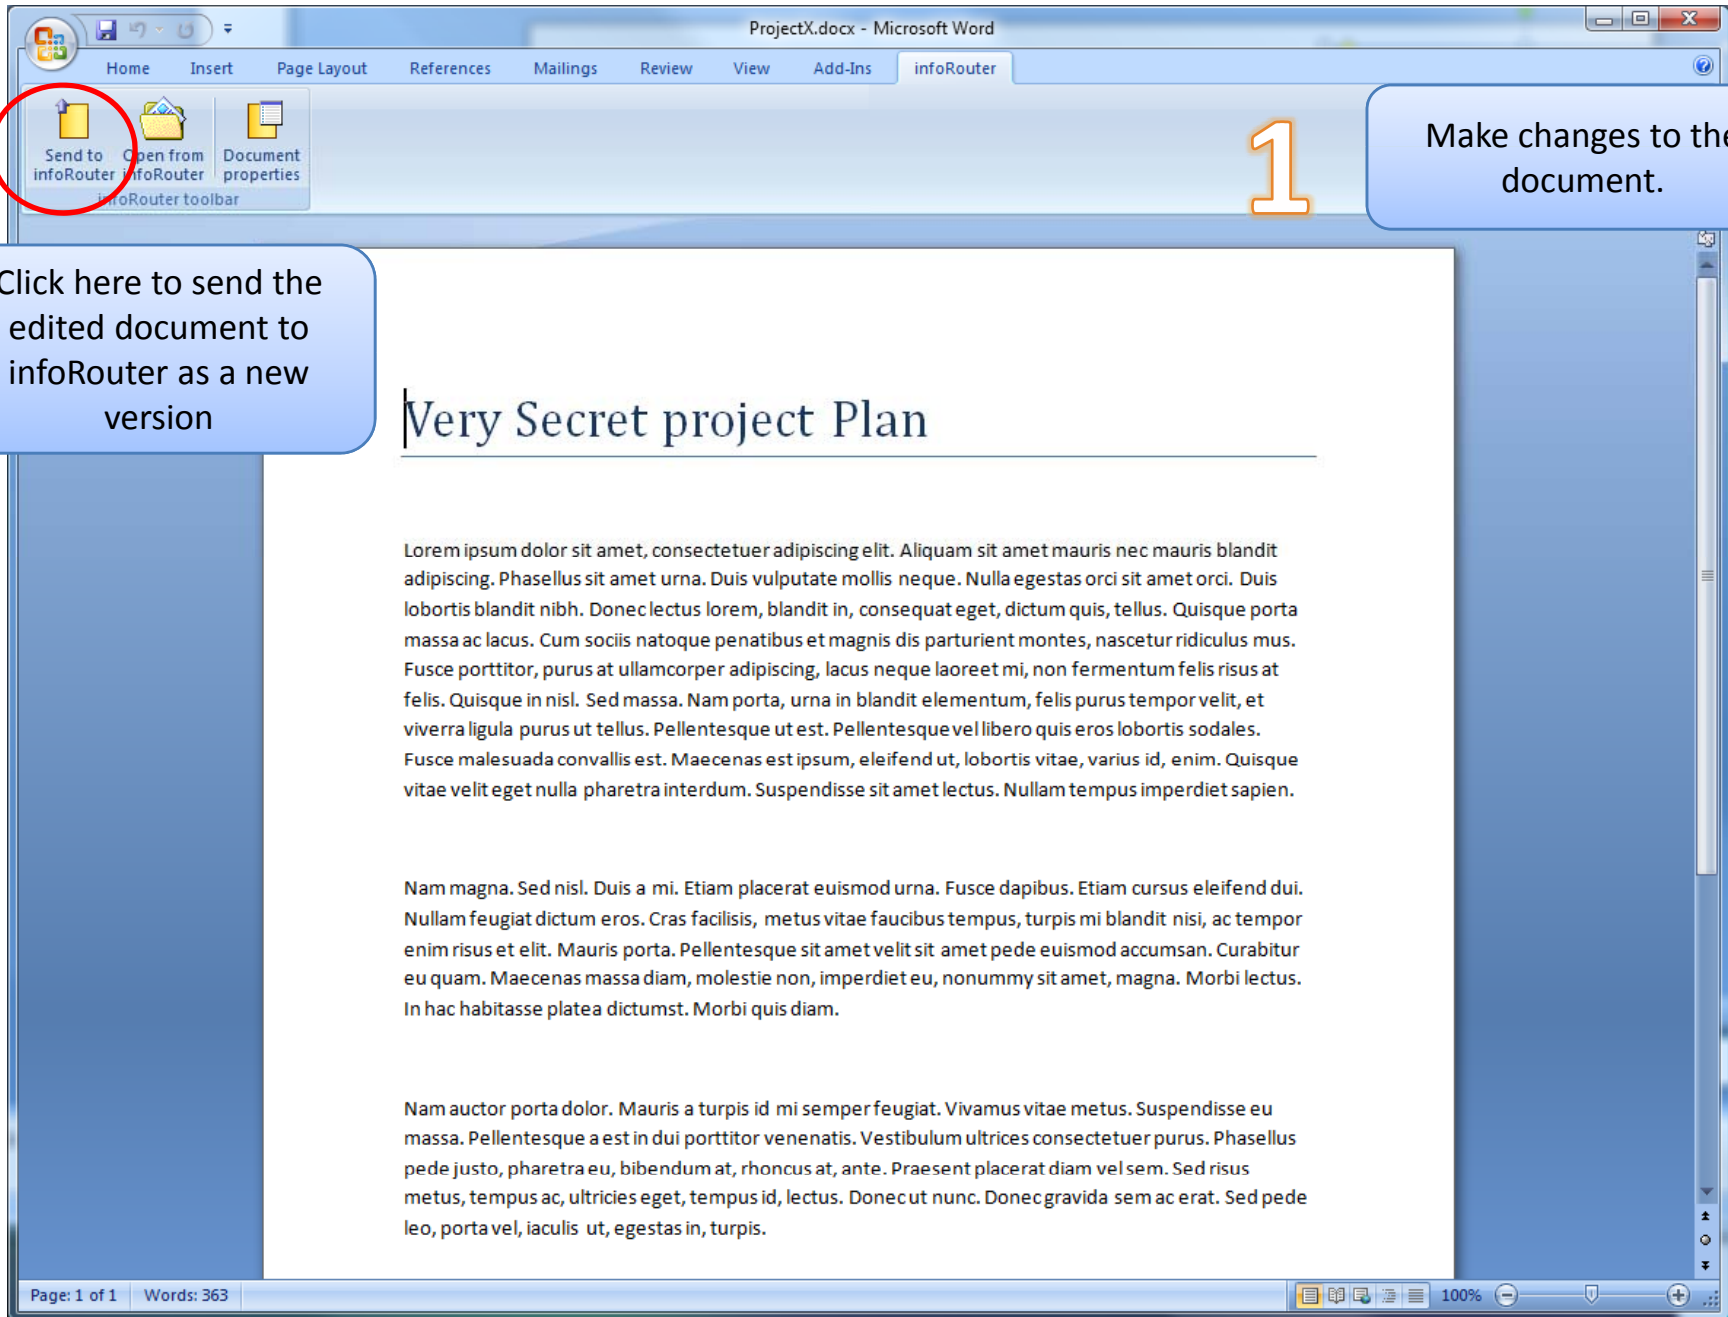 ProjectX.docx - Microsoft Word
Home Insert Page Layout References Mailings Review View Add-Ins infoRouter
Send to infoRouter
Open from infoRouter
Document properties
infoRouter toolbar
1
Make changes to the
document.
Click here to send the
edited document to
infoRouter as a new
version
Very Secret project Plan
Lorem ipsum dolor sit amet, consectetuer adipiscing elit. Aliquam sit amet mauris nec mauris blandit
adipiscing. Phasellus sit amet urna. Duis vulputate mollis neque. Nulla egestas orci sit amet orci. Duis
lobortis blandit nibh. Donec lectus lorem, blandit in, consequat eget, dictum quis, tellus. Quisque porta
massa ac lacus. Cum sociis natoque penatibus et magnis dis parturient montes, nascetur ridiculus mus.
Fusce porttitor, purus at ullamcorper adipiscing, lacus neque laoreet mi, non fermentum felis risus at
felis. Quisque in nisl. Sed massa. Nam porta, urna in blandit elementum, felis purus tempor velit, et
viverra ligula purus ut tellus. Pellentesque ut est. Pellentesque vel libero quis eros lobortis sodales.
Fusce malesuada convallis est. Maecenas est ipsum, eleifend ut, lobortis vitae, varius id, enim. Quisque
vitae velit eget nulla pharetra interdum. Suspendisse sit amet lectus. Nullam tempus imperdiet sapien.
Nam magna. Sed nisl. Duis a mi. Etiam placerat euismod urna. Fusce dapibus. Etiam cursus eleifend dui.
Nullam feugiat dictum eros. Cras facilisis, metus vitae faucibus tempus, turpis mi blandit nisi, ac tempor
enim risus et elit. Mauris porta. Pellentesque sit amet velit sit amet pede euismod accumsan. Curabitur
eu quam. Maecenas massa diam, molestie non, imperdiet eu, nonummy sit amet, magna. Morbi lectus.
In hac habitasse platea dictumst. Morbi quis diam.
Nam auctor porta dolor. Mauris a turpis id mi semper feugiat. Vivamus vitae metus. Suspendisse eu
massa. Pellentesque a est in dui porttitor venenatis. Vestibulum ultrices consectetuer purus. Phasellus
pede justo, pharetra eu, bibendum at, rhoncus at, ante. Praesent placerat diam vel sem. Sed risus
metus, tempus ac, ultricies eget, tempus id, lectus. Donec ut nunc. Donec gravida sem ac erat. Sed pede
leo, porta vel, iaculis ut, egestas in, turpis.
Page: 1 of 1 Words: 363 100%